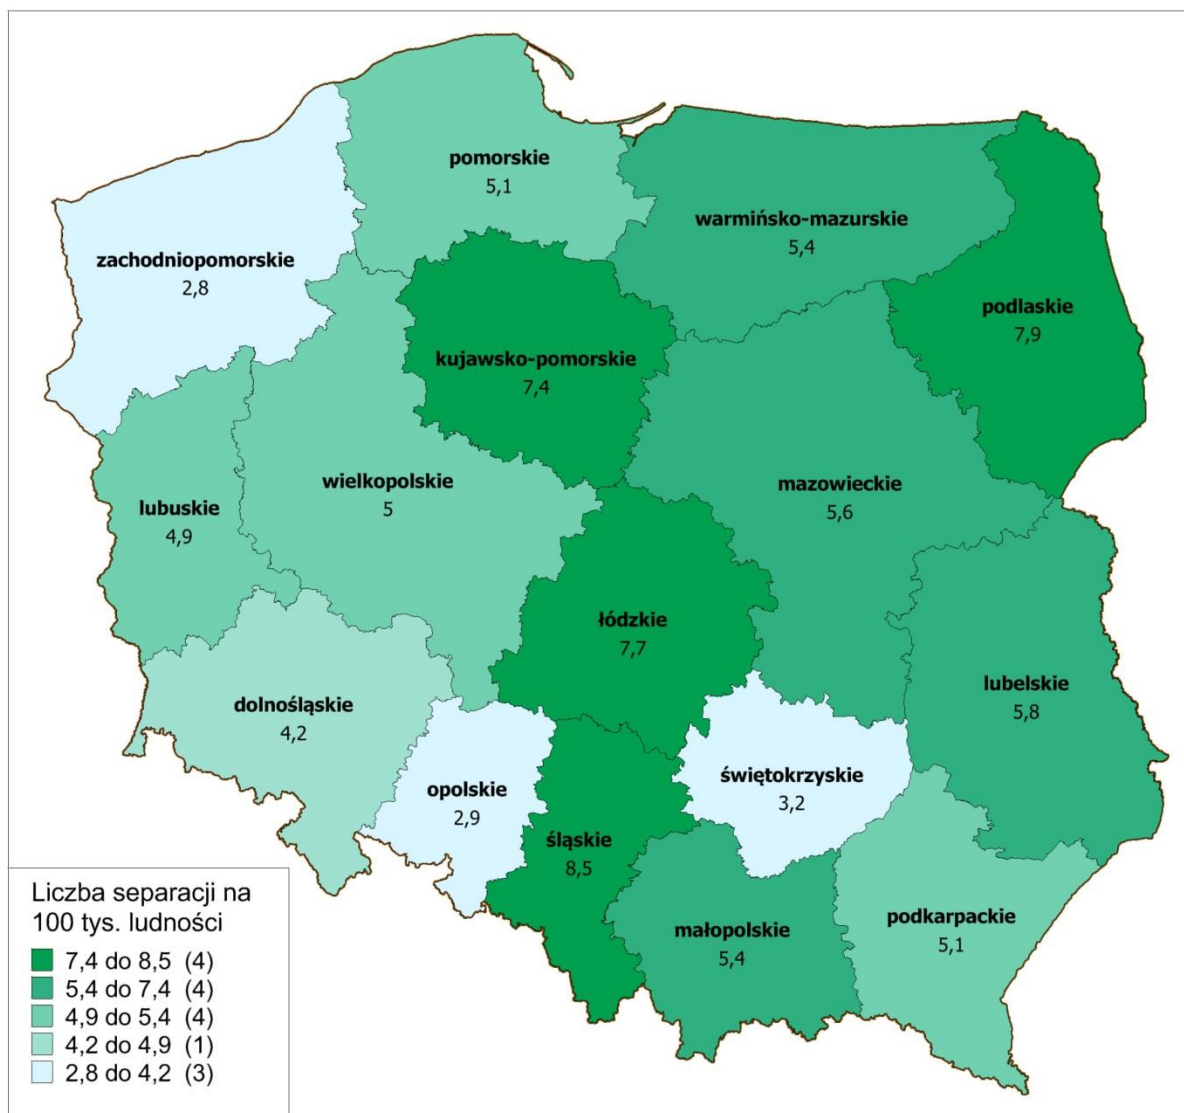 pomorskie
5,1
warmińsko-mazurskie
5,4
zachodniopomorskie
2,8
podlaskie
7,9
kujawsko-pomorskie
7,4
wielkopolskie
5
mazowieckie
5,6
lubuskie
4,9
łódzkie
7,7
lubelskie
5,8
dolnośląskie
4,2
świętokrzyskie
3,2
opolskie
2,9
śląskie
8,5
podkarpackie
5,1
małopolskie
5,4
Liczba separacji na
100 tys. ludności
7,4 do 8,5 (4)
5,4 do 7,4 (4)
4,9 do 5,4 (4)
4,2 do 4,9 (1)
2,8 do 4,2 (3)